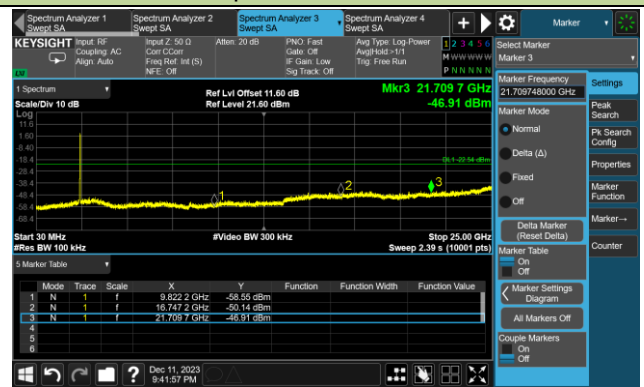 Spectrum Analyzer 1
Swept SA
Spectrum Analyzer 2
Swept SA
Spectrum Analyzer 3
Swept SA
Spectrum Analyzer 4
Swept SA
+
Marker
KEYSIGHT
Input: RF
Coupling: AC
Align: Auto
Input Z: 50 Ω
Corr CCorr
Freq Ref: Int (S)
NFE: Off
Atten: 20 dB
PNO: Fast
Gate: Off
IF Gain: Low
Sig Track: Off
Avg Type: Log-Power
Avg|Hold:>1/1
Trig: Free Run
1 2 3 4 5 6
M W W W W W
P N N N N N
LW
Select Marker
Marker 3
1 Spectrum
Scale/Div 10 dB
Log
Ref Lvl Offset 11.60 dB
Ref Level 21.60 dBm
Mkr3 21.709 7 GHz
-46.91 dBm
11.6
1.60
-8.40
-18.4
-28.4
-38.4
-48.4
-58.4
-68.4
DL1 -22.54 dBm
1
2
3
Start 30 MHz
#Res BW 100 kHz
#Video BW 300 kHz
Stop 25.00 GHz
Sweep 2.39 s (10001 pts)
5 Marker Table
Mode Trace Scale X Y Function Function Width Function Value
1 N 1 f 9.822 2 GHz -58.55 dBm
2 N 1 f 16.747 2 GHz -50.14 dBm
3 N 1 f 21.709 7 GHz -46.91 dBm
4
5
6
Marker Frequency
21.709748000 GHz
Marker Mode
Normal
Delta (Δ)
Fixed
Off
Delta Marker
(Reset Delta)
Marker Table
On
Off
Marker Settings
Diagram
All Markers Off
Couple Markers
On
Off
Settings
Peak
Search
Pk Search
Config
Properties
Marker
Function
Marker→
Counter
?
Dec 11, 2023
9:41:57 PM